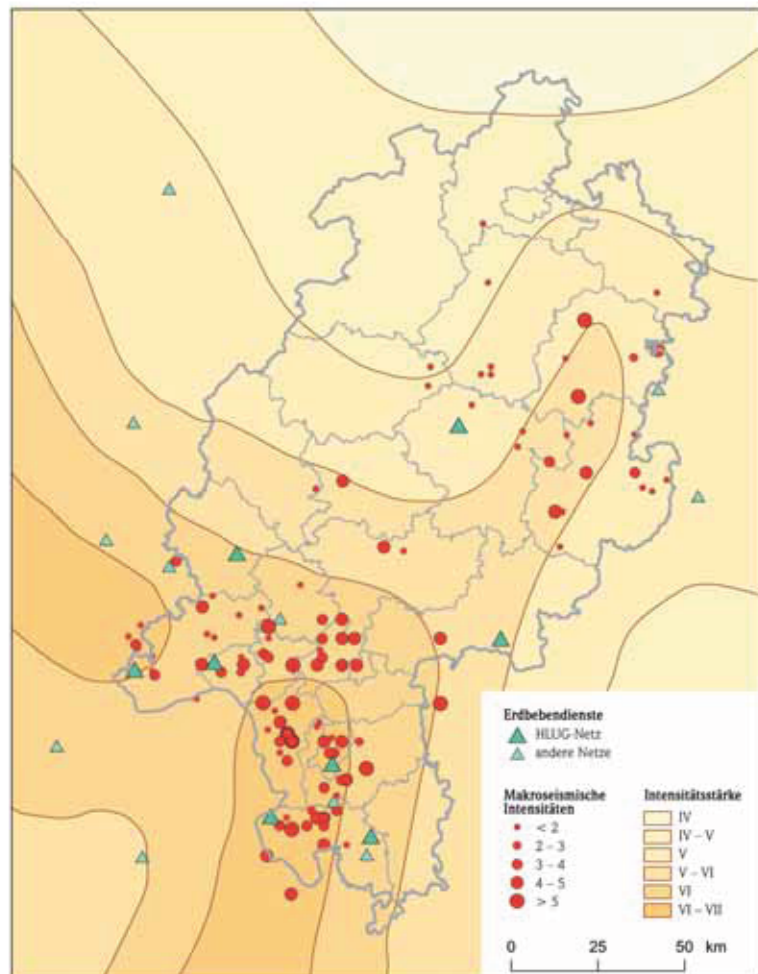 Erdbebendienste
HLUG-Netz
andere Netze
Makroseismische
Intensitäten
< 2
2 – 3
3 – 4
4 – 5
> 5
Intensitätsstärke
IV
IV – V
V
V – VI
VI
VI – VII
0 25 50 km